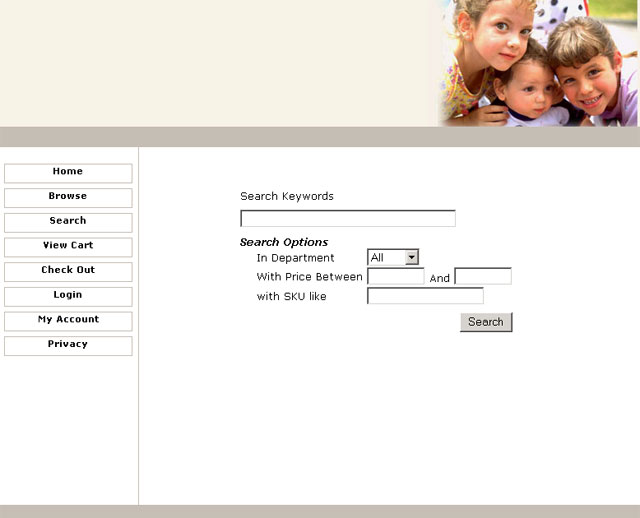 Home
Browse
Search
View Cart
Check Out
Login
My Account
Privacy
Search Keywords
Search Options
In Department All
With Price Between And
with SKU like
Search